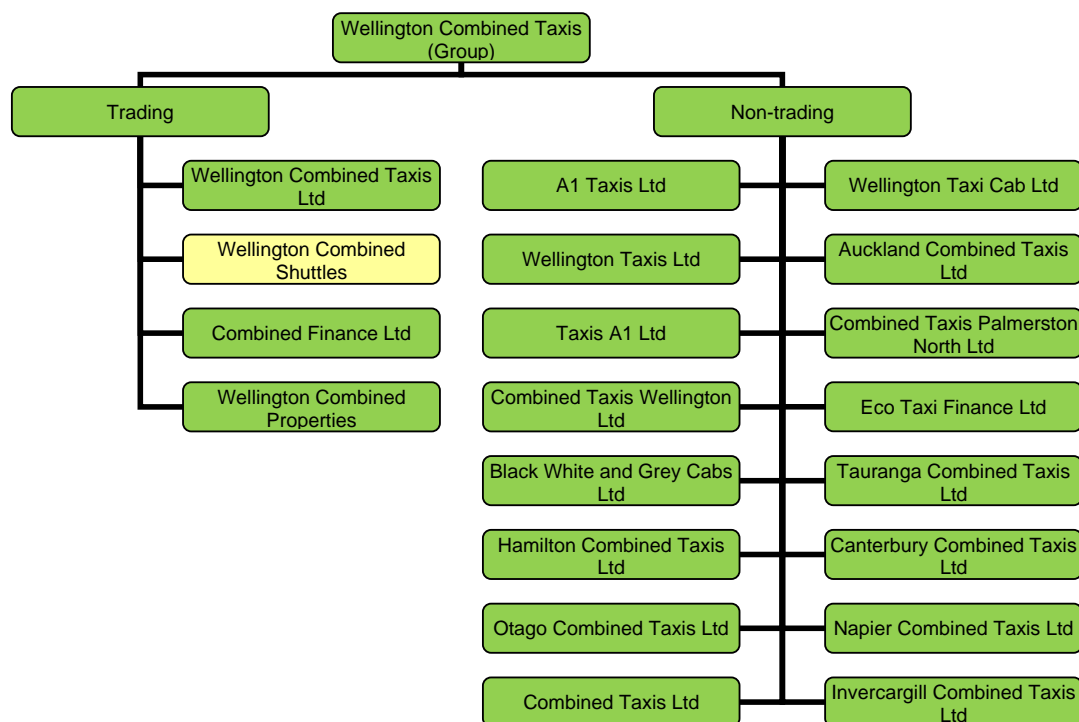 Wellington Combined Taxis
(Group)
Trading
Non-trading
Wellington Combined Taxis
Ltd
A1 Taxis Ltd
Wellington Taxi Cab Ltd
Wellington Combined
Shuttles
Wellington Taxis Ltd
Auckland Combined Taxis
Ltd
Combined Finance Ltd
Taxis A1 Ltd
Combined Taxis Palmerston
North Ltd
Wellington Combined
Properties
Combined Taxis Wellington
Ltd
Eco Taxi Finance Ltd
Black White and Grey Cabs
Ltd
Tauranga Combined Taxis
Ltd
Hamilton Combined Taxis
Ltd
Canterbury Combined Taxis
Ltd
Otago Combined Taxis Ltd
Napier Combined Taxis Ltd
Combined Taxis Ltd
Invercargill Combined Taxis
Ltd